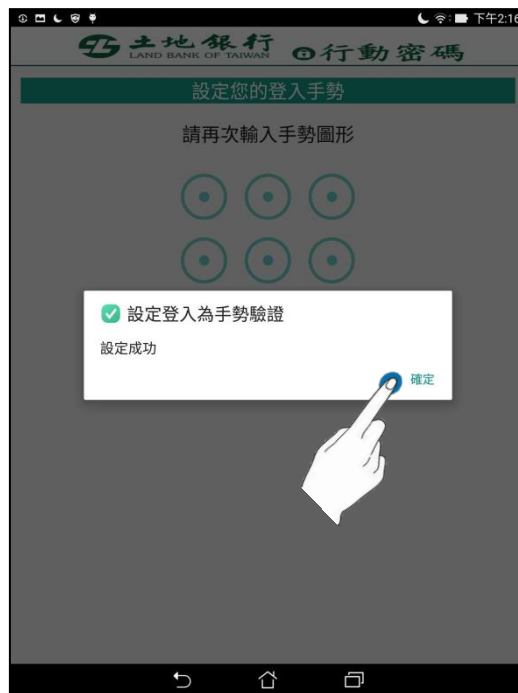 下午2:16
土地銀行
LAND BANK OF TAIWAN
行動密碼
設定您的登入手勢
請再次輸入手勢圖形
設定登入為手勢驗證
設定成功
確定